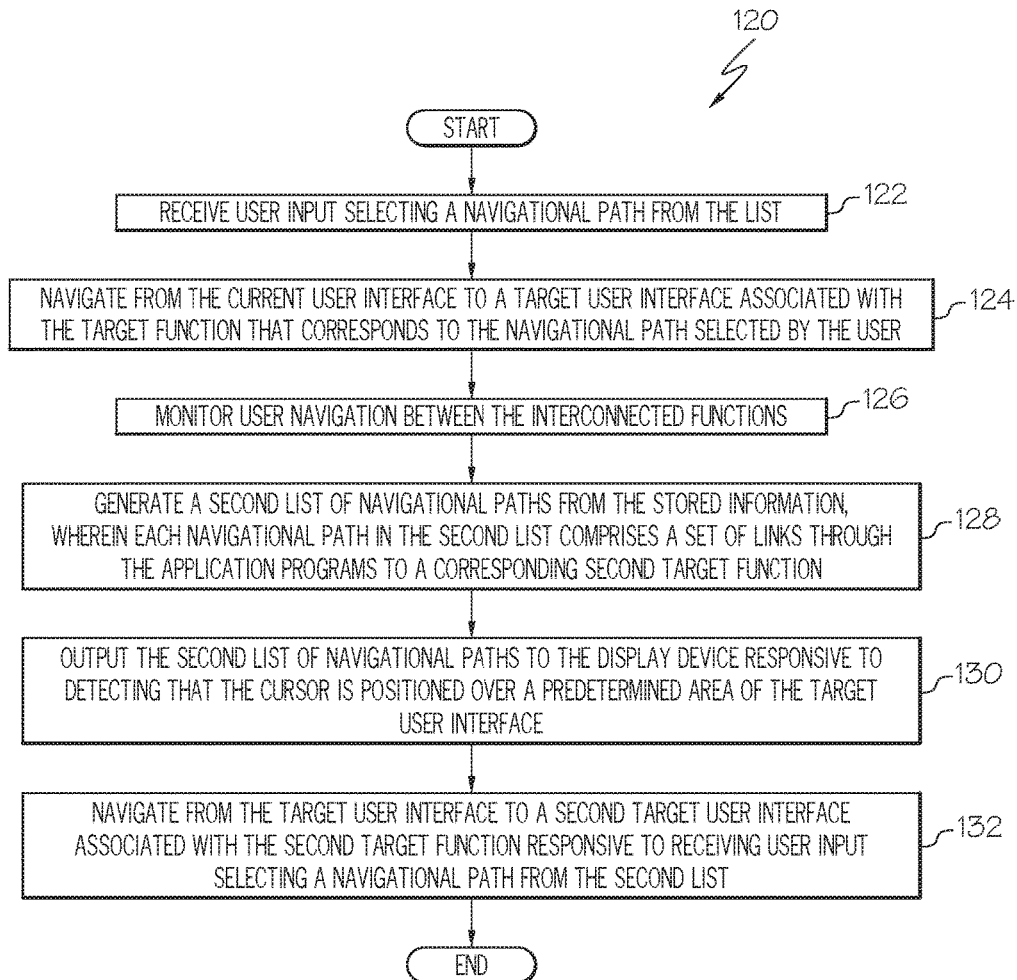 120
START
RECEIVE USER INPUT SELECTING A NAVIGATIONAL PATH FROM THE LIST
122
NAVIGATE FROM THE CURRENT USER INTERFACE TO A TARGET USER INTERFACE ASSOCIATED WITH
THE TARGET FUNCTION THAT CORRESPONDS TO THE NAVIGATIONAL PATH SELECTED BY THE USER
124
MONITOR USER NAVIGATION BETWEEN THE INTERCONNECTED FUNCTIONS
126
GENERATE A SECOND LIST OF NAVIGATIONAL PATHS FROM THE STORED INFORMATION,
WHEREIN EACH NAVIGATIONAL PATH IN THE SECOND LIST COMPRISES A SET OF LINKS THROUGH
THE APPLICATION PROGRAMS TO A CORRESPONDING SECOND TARGET FUNCTION
128
OUTPUT THE SECOND LIST OF NAVIGATIONAL PATHS TO THE DISPLAY DEVICE RESPONSIVE TO
DETECTING THAT THE CURSOR IS POSITIONED OVER A PREDETERMINED AREA OF THE TARGET
USER INTERFACE
130
NAVIGATE FROM THE TARGET USER INTERFACE TO A SECOND TARGET USER INTERFACE
ASSOCIATED WITH THE SECOND TARGET FUNCTION RESPONSIVE TO RECEIVING USER INPUT
SELECTING A NAVIGATIONAL PATH FROM THE SECOND LIST
132
END